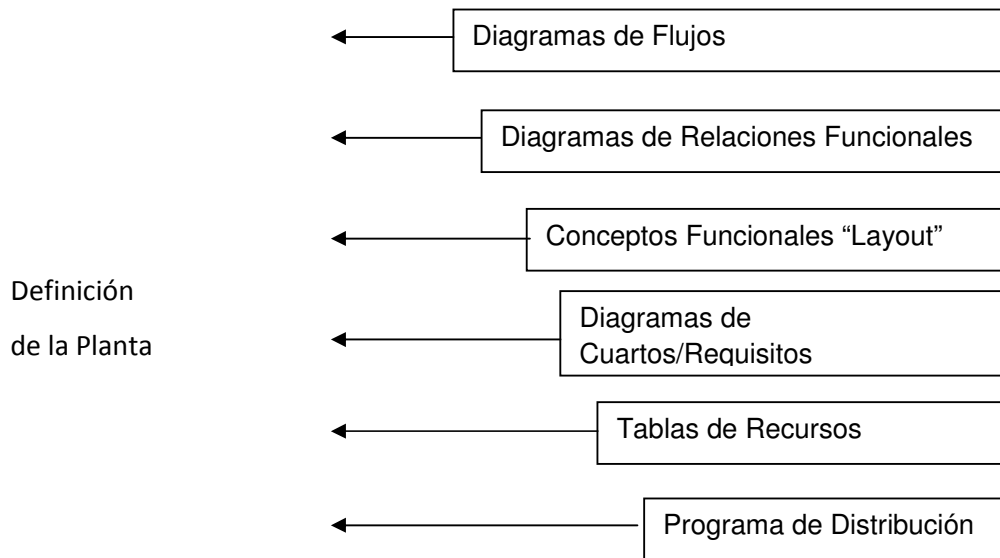 Diagramas de Flujos
Diagramas de Relaciones Funcionales
Conceptos Funcionales “Layout”
Definición
de la Planta
Diagramas de
Cuartos/Requisitos
Tablas de Recursos
Programa de Distribución